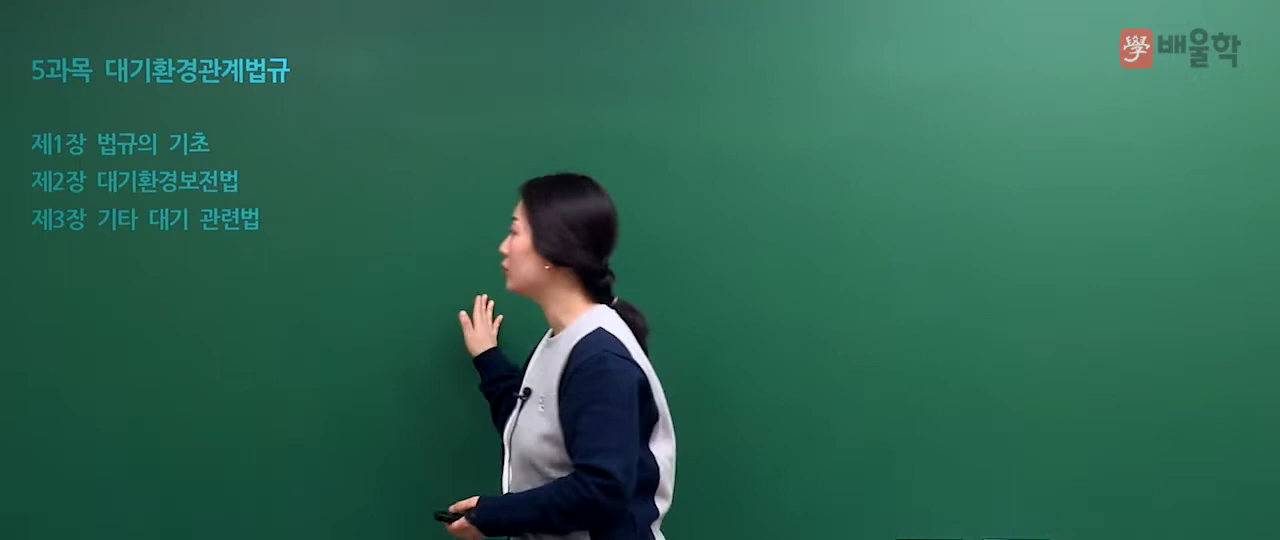 5과목 대기환경관계법규
學 배울학
제1장 법규의 기초
제2장 대기환경보전법
제3장 기타 대기 관련법